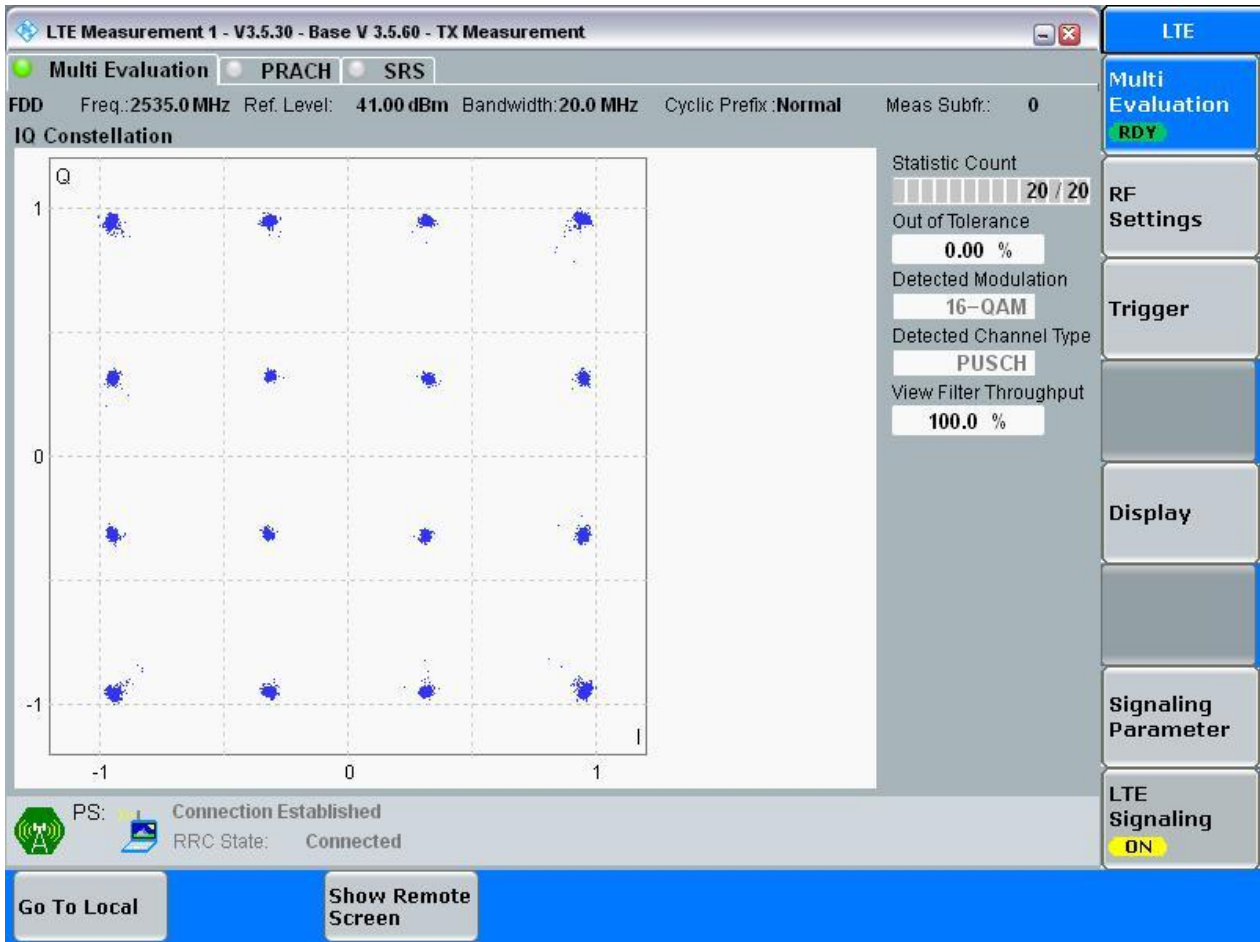 LTE Measurement 1 - V3.5.30 - Base V 3.5.60 - TX Measurement
LTE
Multi Evaluation PRACH SRS
FDD Freq.:2535.0 MHz Ref. Level: 41.00 dBm Bandwidth:20.0 MHz Cyclic Prefix :Normal Meas Subfr.: 0
IQ Constellation
Q
1
0
-1
I
-1 0 1
Statistic Count
20 / 20
Out of Tolerance
0.00 %
Detected Modulation
16-QAM
Detected Channel Type
PUSCH
View Filter Throughput
100.0 %
Multi
Evaluation
RDY
RF
Settings
Trigger
Display
Signaling
Parameter
LTE
Signaling
ON
PS: Connection Established
RRC State: Connected
Go To Local
Show Remote
Screen